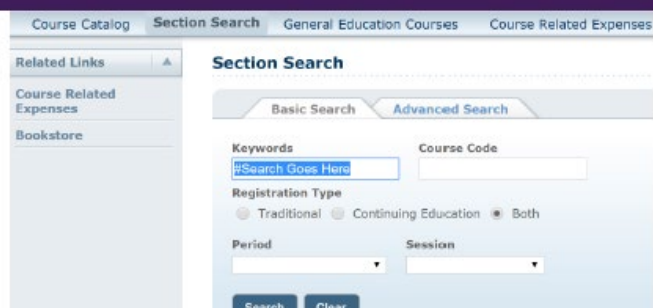 Course Catalog Section Search General Education Courses Course Related Expenses
Related Links
Section Search
Course Related
Expenses
Bookstore
Basic Search Advanced Search
Keywords Course Code
#Search Goes Here
Registration Type
Traditional Continuing Education Both
Period Session
Search Clear